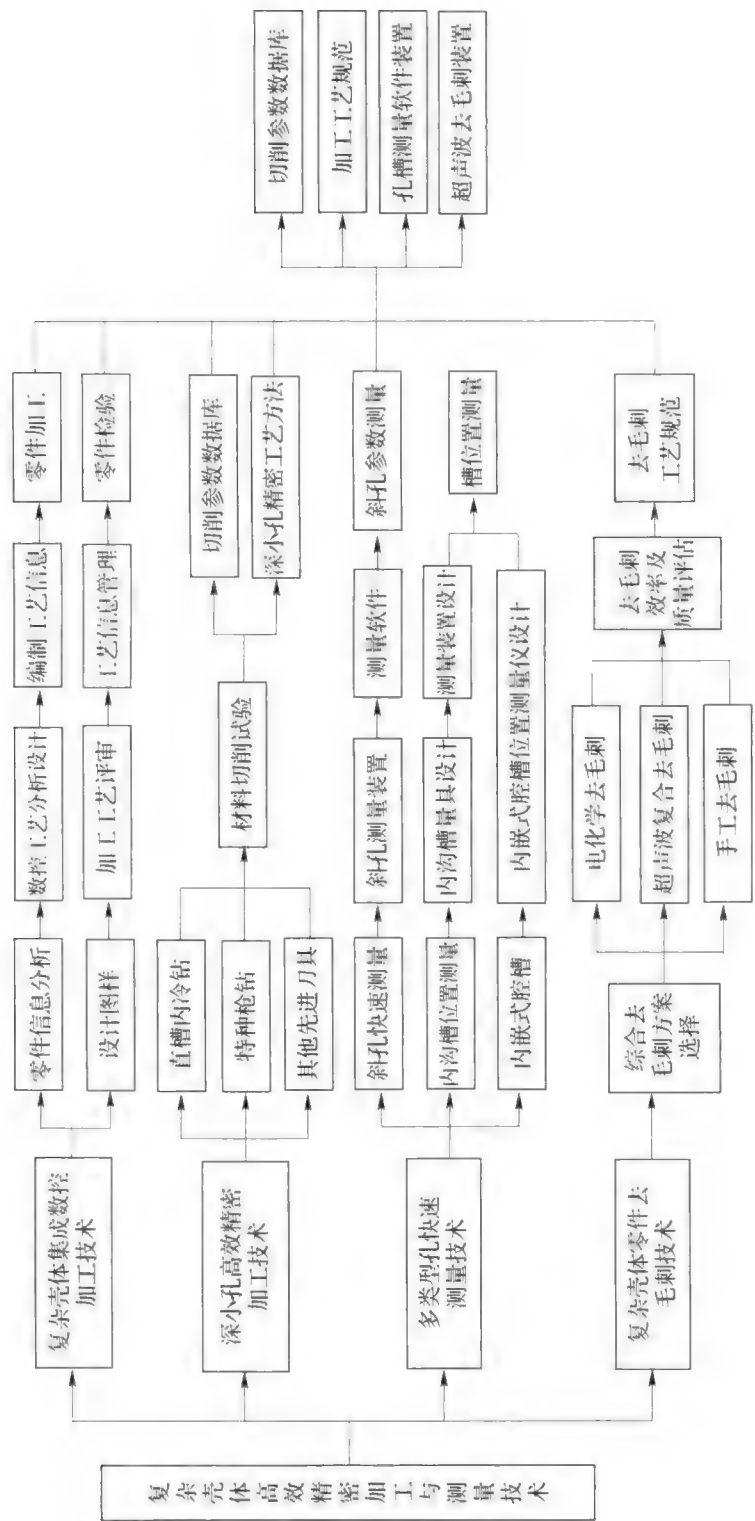 复杂壳体高效精密加工与测量技术
复杂壳体集成数控
加工技术
深小孔高效精密
加工技术
多类型孔快速
测量技术
复杂壳体零件去
毛刺技术
零件信息分析
数控工艺分析设计
编制工艺信息
零件加工
设计图样
加工工艺评审
工艺信息管理
零件检验
直槽内冷钻
特种枪钻
其他先进刀具
材料切削试验
切削参数数据库
深小孔精密工艺方法
斜孔快速测量
斜孔测量装置
测量软件
斜孔参数测量
内沟槽位置测量
内沟槽量具设计
测量装置设计
内嵌式腔槽
内嵌式腔槽位置测量仪设计
槽位置测量
综合去
毛刺方案
选择
电化学去毛刺
超声波复合去毛刺
手工去毛刺
去毛刺
效率及
质量评估
去毛刺
工艺规范
切削参数数据库
加工工艺规范
孔槽测量软件装置
超声波去毛刺装置